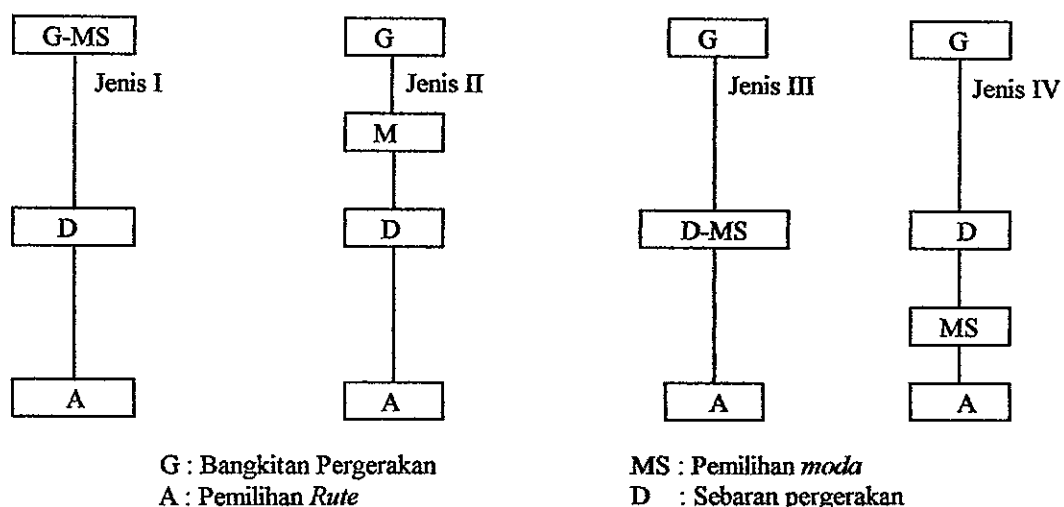 G-MS
Jenis I
D
A
G
Jenis II
M
D
A
G
Jenis III
D-MS
A
G
Jenis IV
D
MS
A
G : Bangkitan Pergerakan
A : Pemilihan Rute
MS : Pemilihan moda
D : Sebaran pergerakan